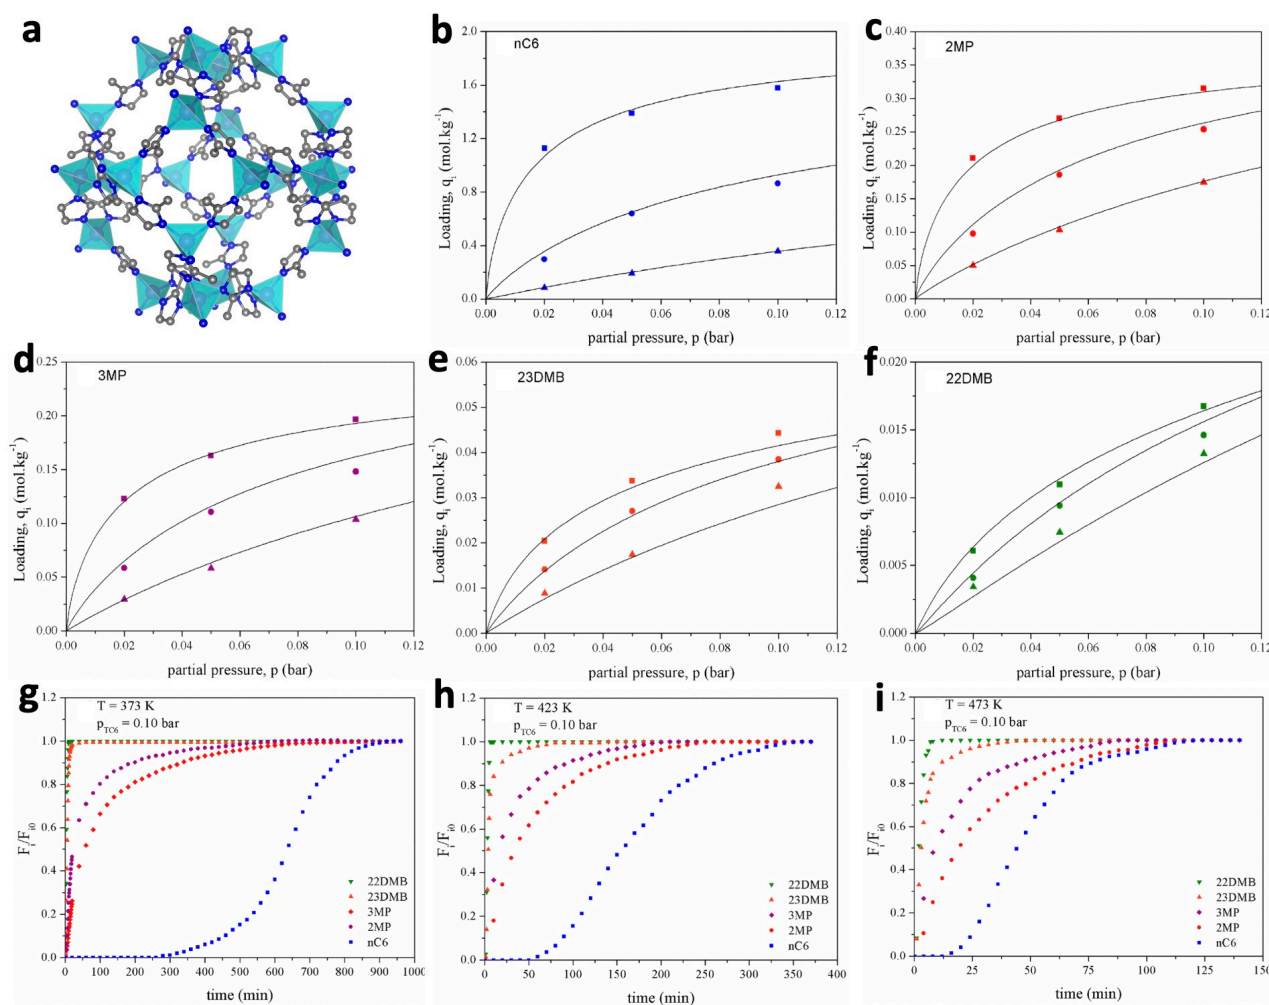 a
b
nC6
2.0
1.6
1.2
0.8
0.4
0.0
0.00 0.02 0.04 0.06 0.08 0.10 0.12
Loading, qi (mol.kg-1)
partial pressure, p (bar)
c
2MP
0.40
0.35
0.30
0.25
0.20
0.15
0.10
0.05
0.00
0.00 0.02 0.04 0.06 0.08 0.10 0.12
Loading, qi (mol.kg-1)
partial pressure, p (bar)
d
3MP
0.25
0.20
0.15
0.10
0.05
0.00
0.00 0.02 0.04 0.06 0.08 0.10 0.12
Loading, qi (mol.kg-1)
partial pressure, p (bar)
e
23DMB
0.06
0.05
0.04
0.03
0.02
0.01
0.00
0.00 0.02 0.04 0.06 0.08 0.10 0.12
Loading, qi (mol.kg-1)
partial pressure, p (bar)
f
22DMB
0.020
0.015
0.010
0.005
0.000
0.00 0.02 0.04 0.06 0.08 0.10 0.12
Loading, qi (mol.kg-1)
partial pressure, p (bar)
g
T = 373 K
pTC6 = 0.10 bar
1.2
1.0
0.8
0.6
0.4
0.2
0.0
Fi/Fi0
22DMB
23DMB
3MP
2MP
nC6
0 100 200 300 400 500 600 700 800 900 1000
time (min)
h
T = 423 K
pTC6 = 0.10 bar
1.2
1.0
0.8
0.6
0.4
0.2
0.0
Fi/Fi0
22DMB
23DMB
3MP
2MP
nC6
0 50 100 150 200 250 300 350 400
time (min)
i
T = 473 K
pTC6 = 0.10 bar
1.2
1.0
0.8
0.6
0.4
0.2
0.0
Fi/Fi0
22DMB
23DMB
3MP
2MP
nC6
0 25 50 75 100 125 150
time (min)